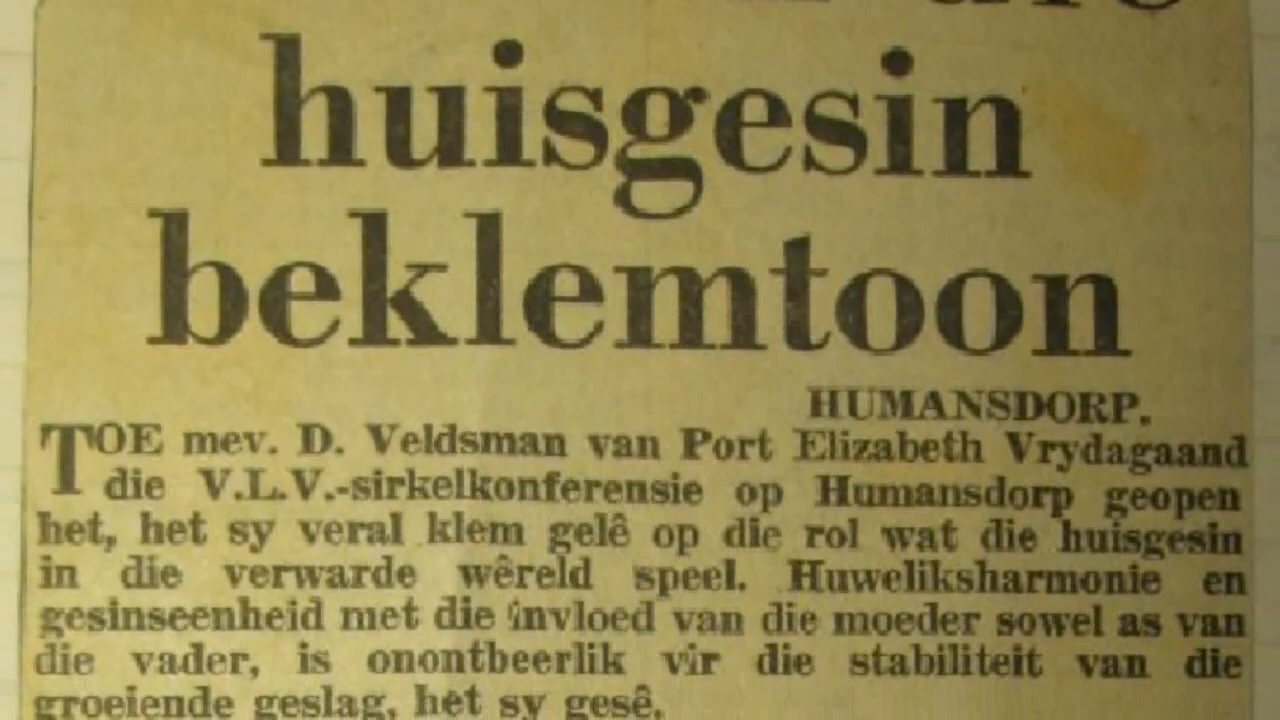 huisgesin
beklemtoon
HUMANSDORP.
TOE mev. D. Veldsman van Port Elizabeth Vrydagaand
die V.L.V.-sirkelkonferensie op Humansdorp geopen
het, het sy veral klem gelê op die rol wat die huisgesin
in die verwarde wêreld speel. Huweliksharmonie en
gesinseenheid met die invloed van die moeder sowel as van
die vader, is onontbeerlik vir die stabiliteit van die
groeiende geslag, het sy gesê.